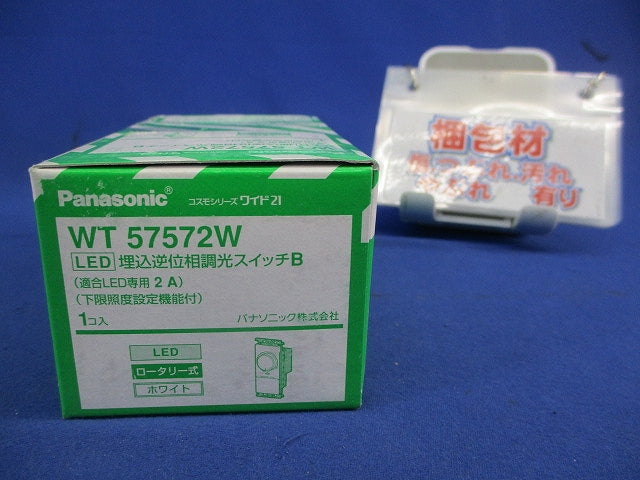 Panasonic® コスモシリーズ ワイド21
WT 57572W
LED 埋込逆位相調光スイッチB
(適合LED専用 2 A)
(下限照度設定機能付)
1コ入 パナソニック株式会社
LED
ロータリー式
ホワイト
梱包材
汚れ
有り